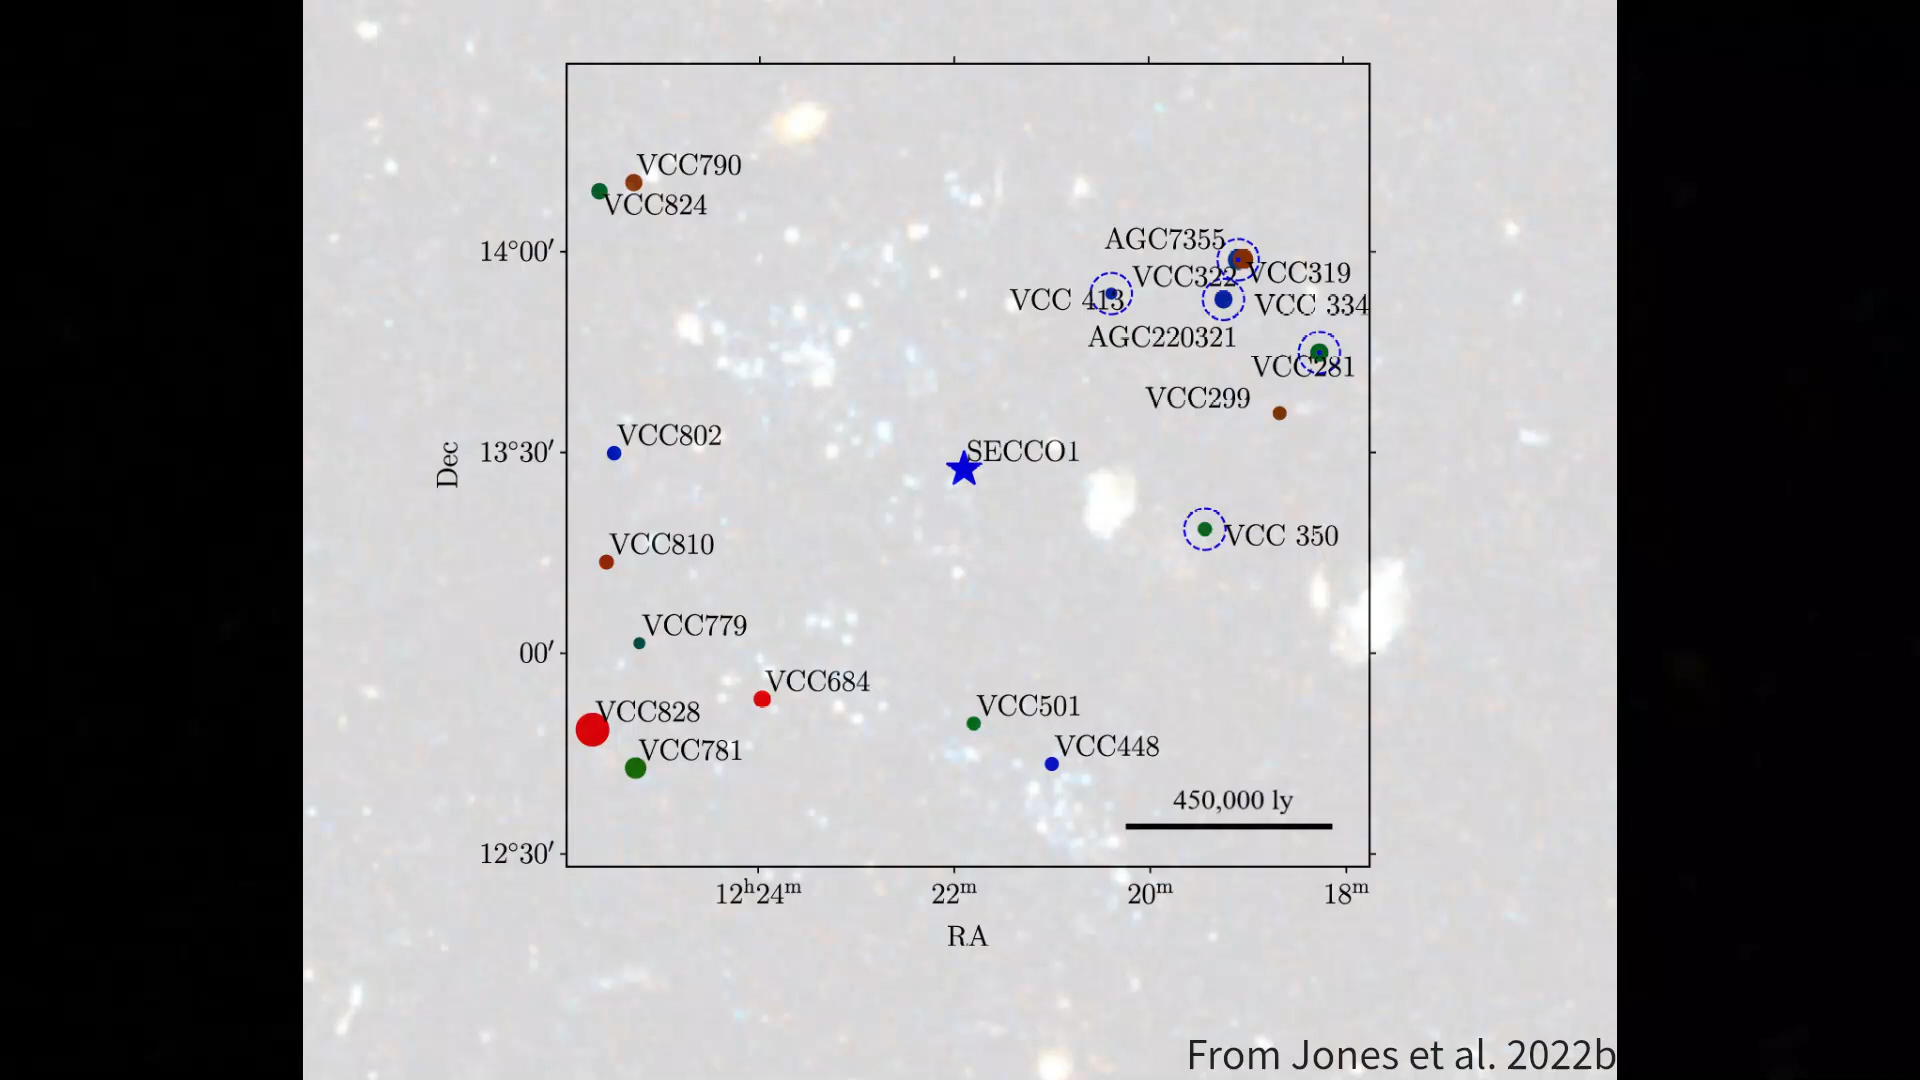 VCC790
VCC824
14°00′
AGC7355
VCC322
VCC319
VCC 413
VCC 334
AGC220321
VCC281
VCC299
VCC802
SECCO1
13°30′
Dec
VCC 350
VCC810
VCC779
00′
VCC684
VCC828
VCC501
VCC781
VCC448
450,000 ly
12°30′
12ʰ24ᵐ
22ᵐ
20ᵐ
18ᵐ
RA
From Jones et al. 2022b